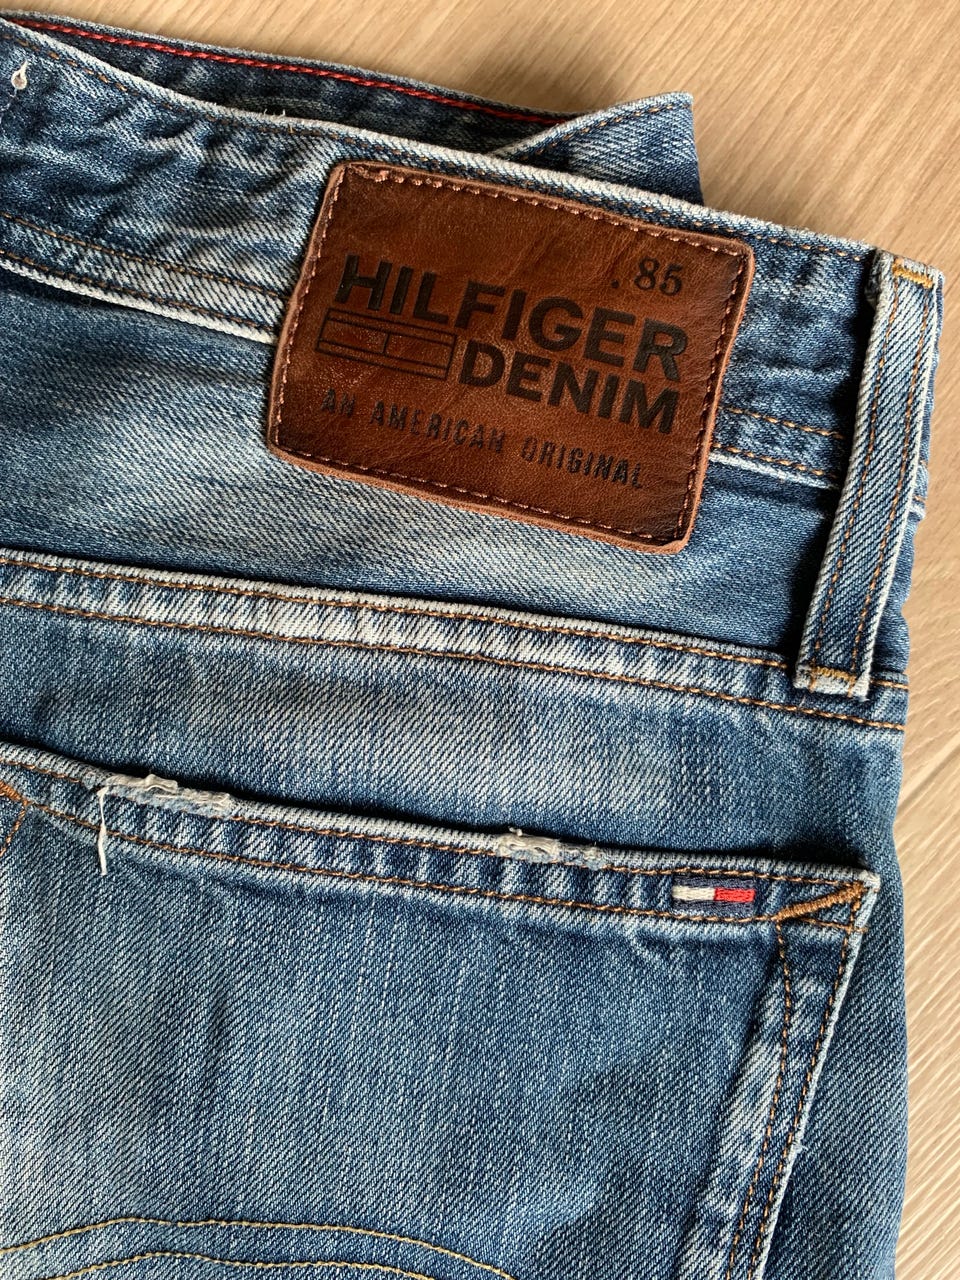 .85
HILFIGER
DENIM
AN AMERICAN ORIGINAL